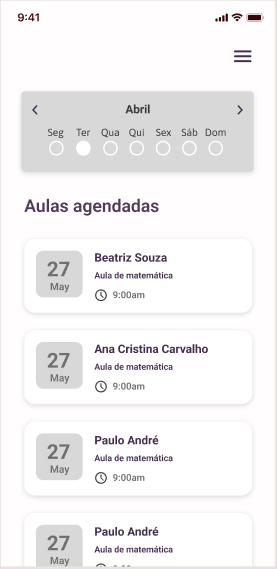 9:41
Abril
Seg Ter Qua Qui Sex Sáb Dom
Aulas agendadas
27
May
Beatriz Souza
Aula de matemática
9:00am
27
May
Ana Cristina Carvalho
Aula de matemática
9:00am
27
May
Paulo André
Aula de matemática
9:00am
27
May
Paulo André
Aula de matemática